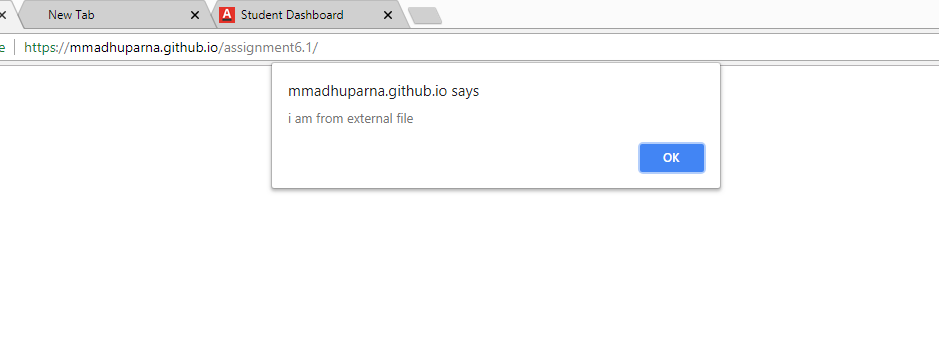 New Tab
A Student Dashboard
e https://mmadhuparna.github.io/assignment6.1/
mmadhuparna.github.io says
i am from external file
OK